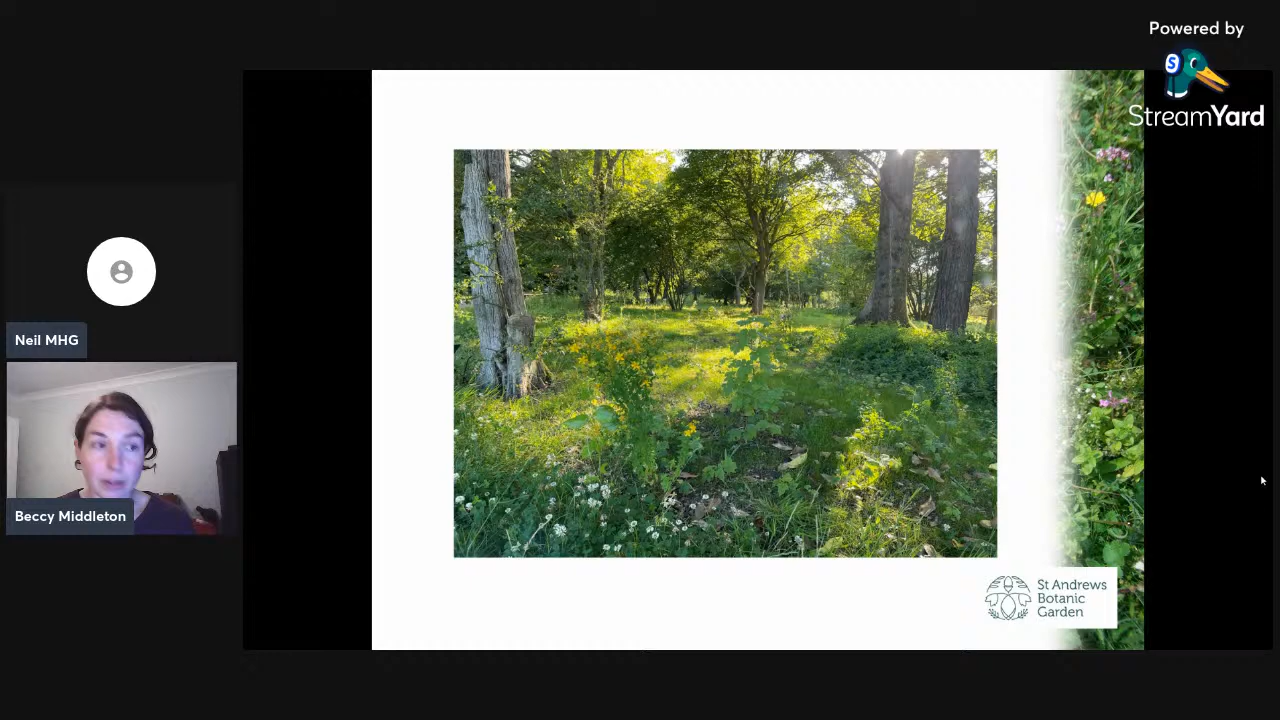 Powered by
S
StreamYard
Neil MHG
Beccy Middleton
St Andrews
Botanic
Garden